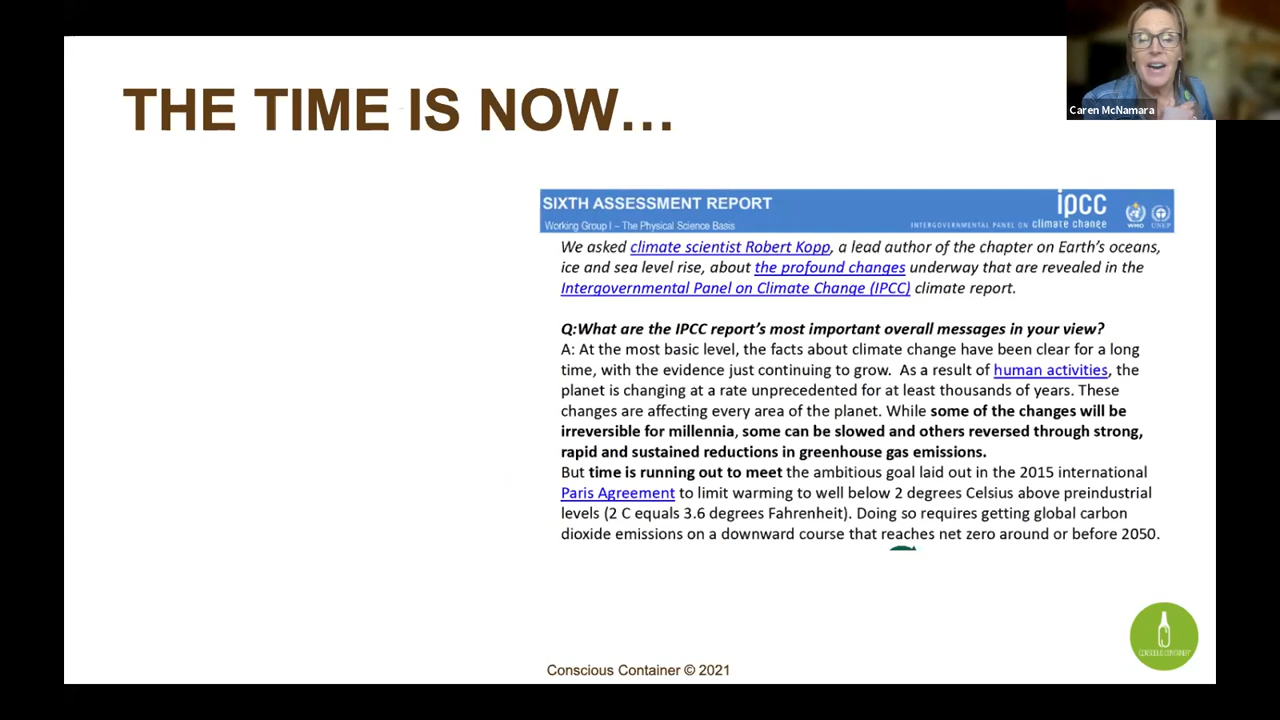 Caren McNamara
THE TIME IS NOW...
SIXTH ASSESSMENT REPORT
Working Group I – The Physical Science Basis
ipcc
INTERGOVERNMENTAL PANEL ON climate change
WMO
UNEP
We asked climate scientist Robert Kopp, a lead author of the chapter on Earth's oceans,
ice and sea level rise, about the profound changes underway that are revealed in the
Intergovernmental Panel on Climate Change (IPCC) climate report.
Q:What are the IPCC report's most important overall messages in your view?
A: At the most basic level, the facts about climate change have been clear for a long
time, with the evidence just continuing to grow. As a result of human activities, the
planet is changing at a rate unprecedented for at least thousands of years. These
changes are affecting every area of the planet. While some of the changes will be
irreversible for millennia, some can be slowed and others reversed through strong,
rapid and sustained reductions in greenhouse gas emissions.
But time is running out to meet the ambitious goal laid out in the 2015 international
Paris Agreement to limit warming to well below 2 degrees Celsius above preindustrial
levels (2 C equals 3.6 degrees Fahrenheit). Doing so requires getting global carbon
dioxide emissions on a downward course that reaches net zero around or before 2050.
CONSCIOUS CONTAINER
Conscious Container © 2021